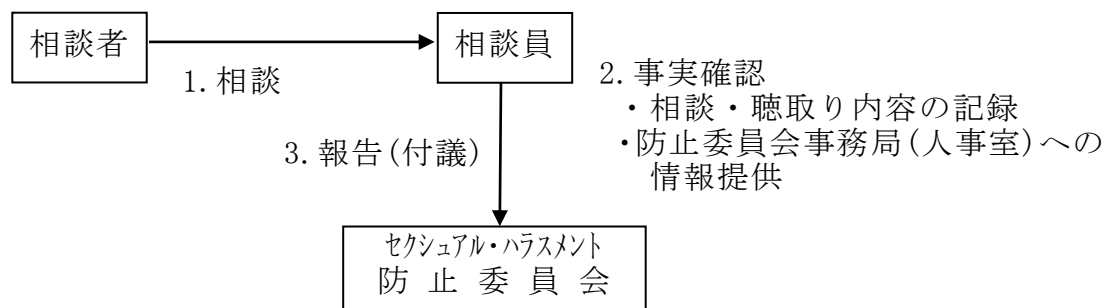 相談者
相談員
1.相談
2.事実確認
・相談・聴取り内容の記録
・防止委員会事務局(人事室)への
情報提供
3.報告(付議)
セクシュアル・ハラスメント
防止委員会